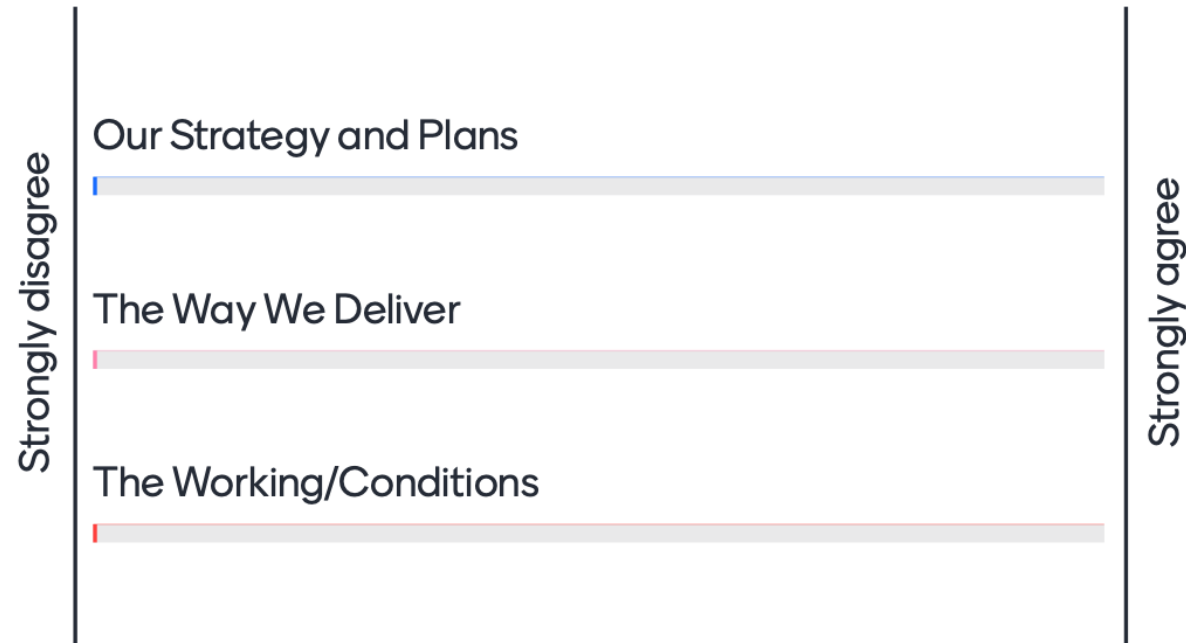 Strongly disagree
Our Strategy and Plans
The Way We Deliver
The Working/Conditions
Strongly agree